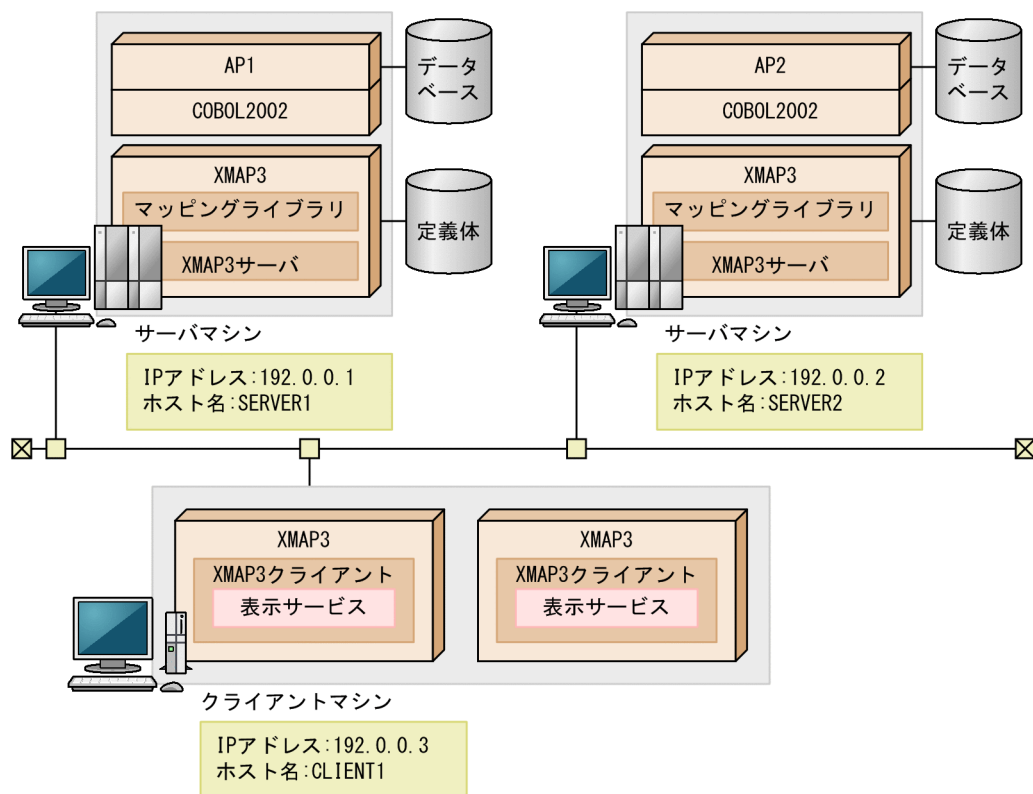 AP1
COBOL2002
データ
ベース
XMAP3
マッピングライブラリ
XMAP3サーバ
定義体
サーバマシン
IPアドレス:192.0.0.1
ホスト名:SERVER1
AP2
COBOL2002
データ
ベース
XMAP3
マッピングライブラリ
XMAP3サーバ
定義体
サーバマシン
IPアドレス:192.0.0.2
ホスト名:SERVER2
XMAP3
XMAP3クライアント
表示サービス
XMAP3
XMAP3クライアント
表示サービス
クライアントマシン
IPアドレス:192.0.0.3
ホスト名:CLIENT1